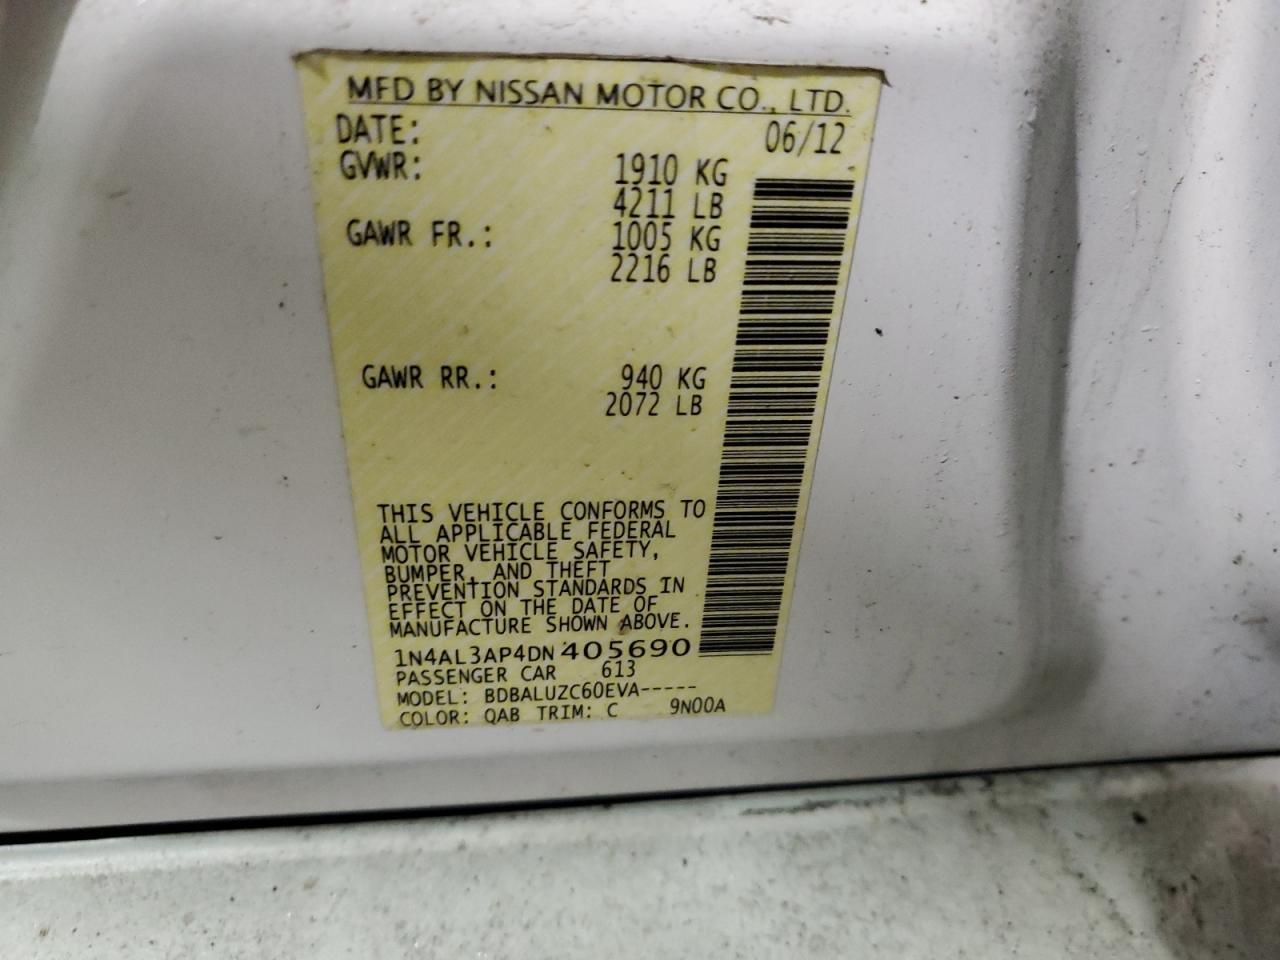 MFD BY NISSAN MOTOR CO., LTD.
DATE: 06/12
GVWR: 1910 KG
4211 LB
GAWR FR.: 1005 KG
2216 LB
GAWR RR.: 940 KG
2072 LB
THIS VEHICLE CONFORMS TO
ALL APPLICABLE FEDERAL
MOTOR VEHICLE SAFETY,
BUMPER, AND THEFT
PREVENTION STANDARDS IN
EFFECT ON THE DATE OF
MANUFACTURE SHOWN ABOVE.
1N4AL3AP4DN405690
PASSENGER CAR 613
MODEL: BDBALUZC60EVA-----
COLOR: QAB TRIM: C 9N00A